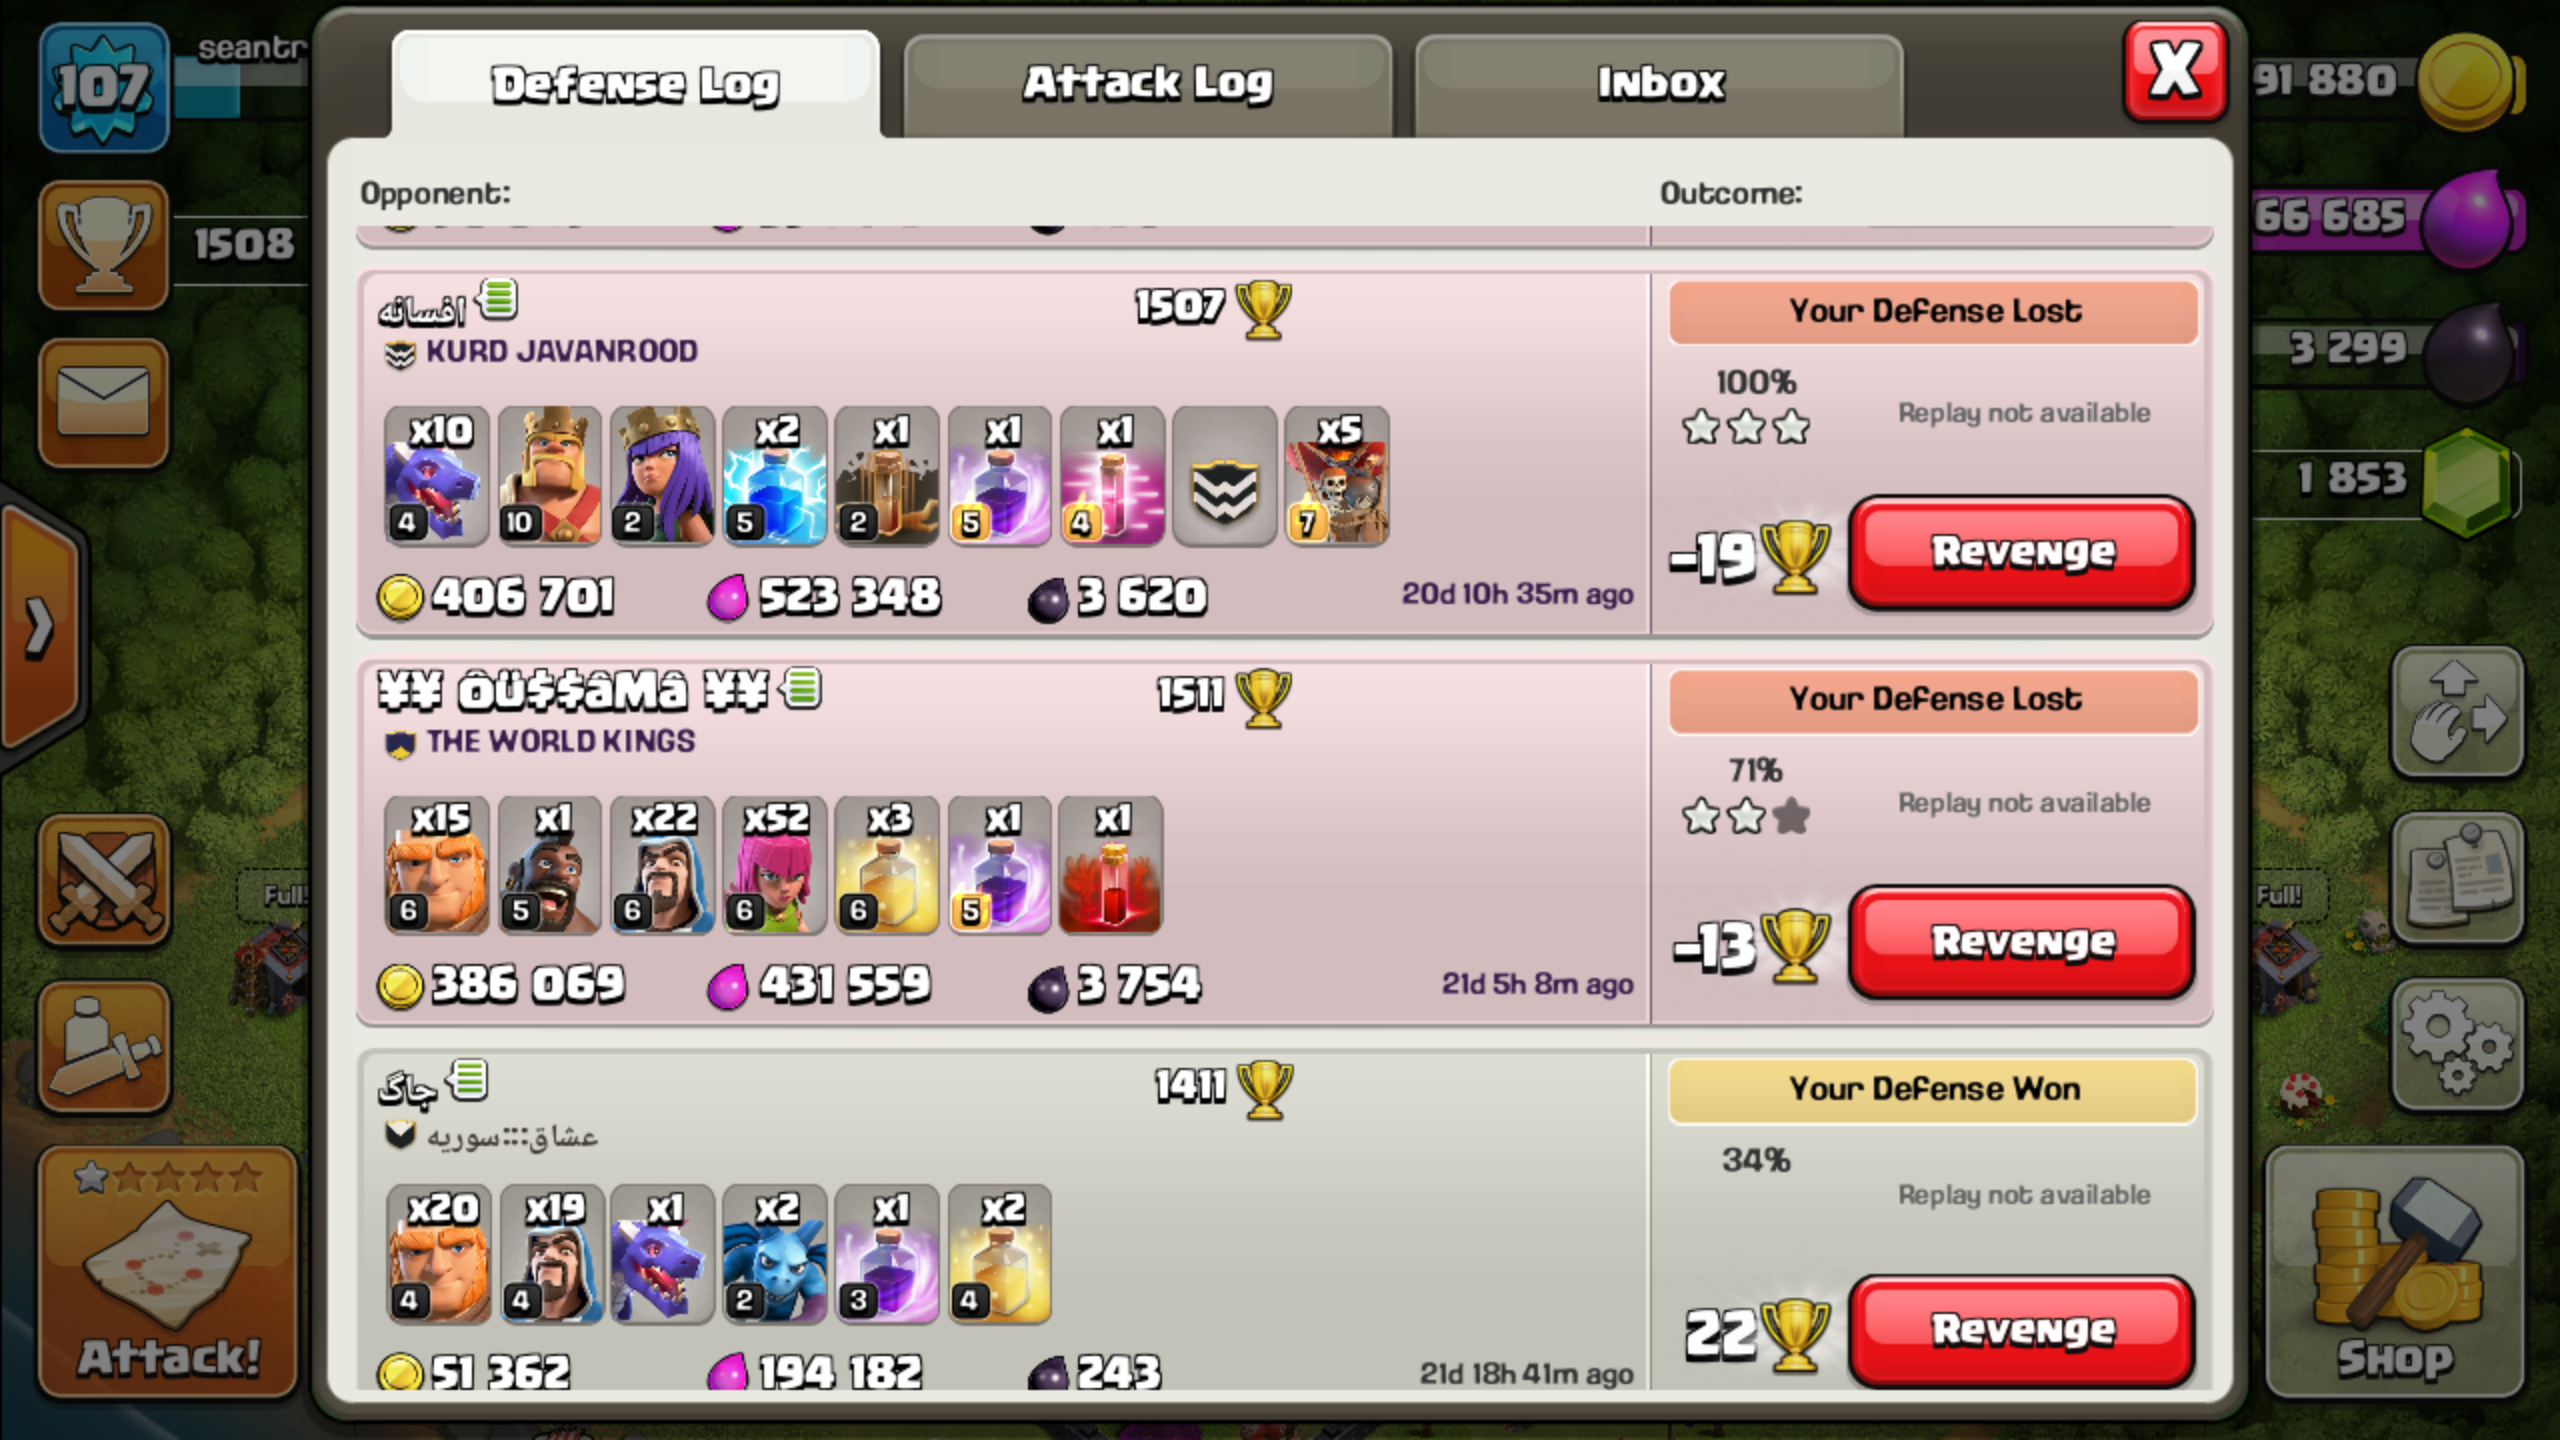 107
seantr
1508
Defense Log
Attack Log
Inbox
X
91 880
66 685
3 299
1 853
Opponent:
Outcome:
افسانه
1507
KURD JAVANROOD
x10
x2
x1
x1
x1
x5
4
10
2
5
2
5
4
7
406 701
523 348
3 620
20d 10h 35m ago
Your Defense Lost
100%
Replay not available
-19
Revenge
¥¥ ôü$$âMâ ¥¥
1511
THE WORLD KINGS
x15
x1
x22
x52
x3
x1
x1
6
5
6
6
6
5
386 069
431 559
3 754
21d 5h 8m ago
Your Defense Lost
71%
Replay not available
-13
Revenge
جاگ
1411
عشاق:::سوریه
x20
x19
x1
x2
x1
x2
4
4
2
3
4
51 362
194 182
243
21d 18h 41m ago
Your Defense Won
34%
Replay not available
22
Revenge
Full!
Full!
Attack!
Shop